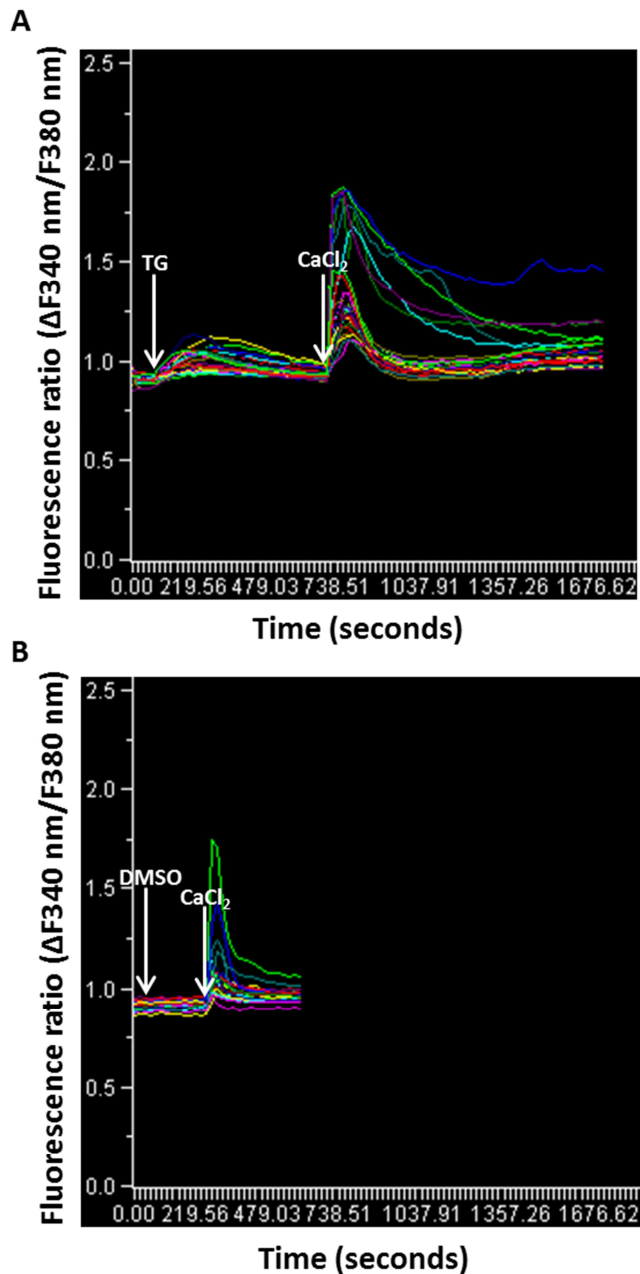 A
Fluorescence ratio (ΔF340 nm/F380 nm)
2.5
2.0
1.5
1.0
0.5
0.0
TG
CaCl₂
0.00 219.56 479.03 738.51 1037.91 1357.26 1676.62
Time (seconds)
B
Fluorescence ratio (ΔF340 nm/F380 nm)
2.5
2.0
1.5
1.0
0.5
0.0
DMSO
CaCl₂
0.00 219.56 479.03 738.51 1037.91 1357.26 1676.62
Time (seconds)